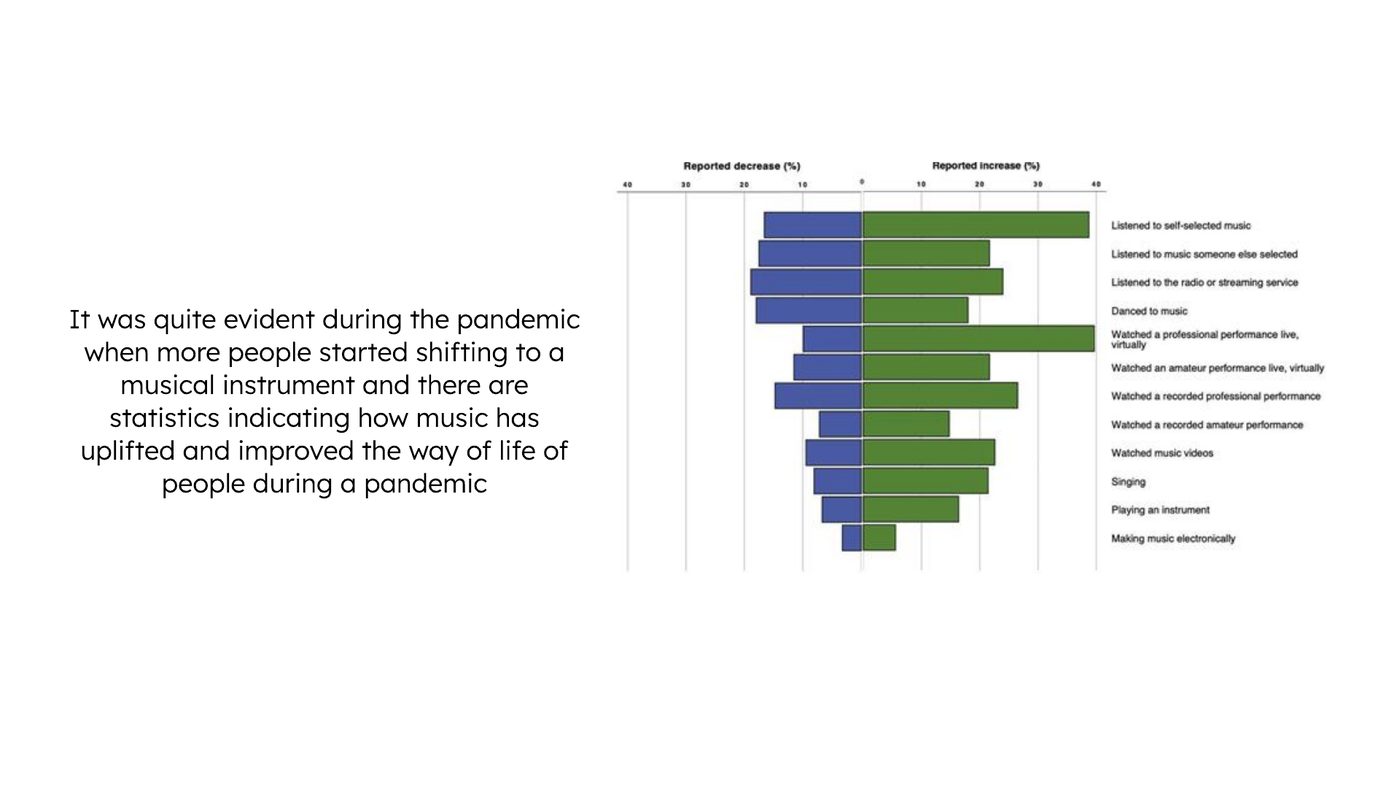 It was quite evident during the pandemic
when more people started shifting to a
musical instrument and there are
statistics indicating how music has
uplifted and improved the way of life of
people during a pandemic
Reported decrease (%)
Reported increase (%)
40 30 20 10 0 10 20 30 40
Listened to self-selected music
Listened to music someone else selected
Listened to the radio or streaming service
Danced to music
Watched a professional performance live,
virtually
Watched an amateur performance live, virtually
Watched a recorded professional performance
Watched a recorded amateur performance
Watched music videos
Singing
Playing an instrument
Making music electronically